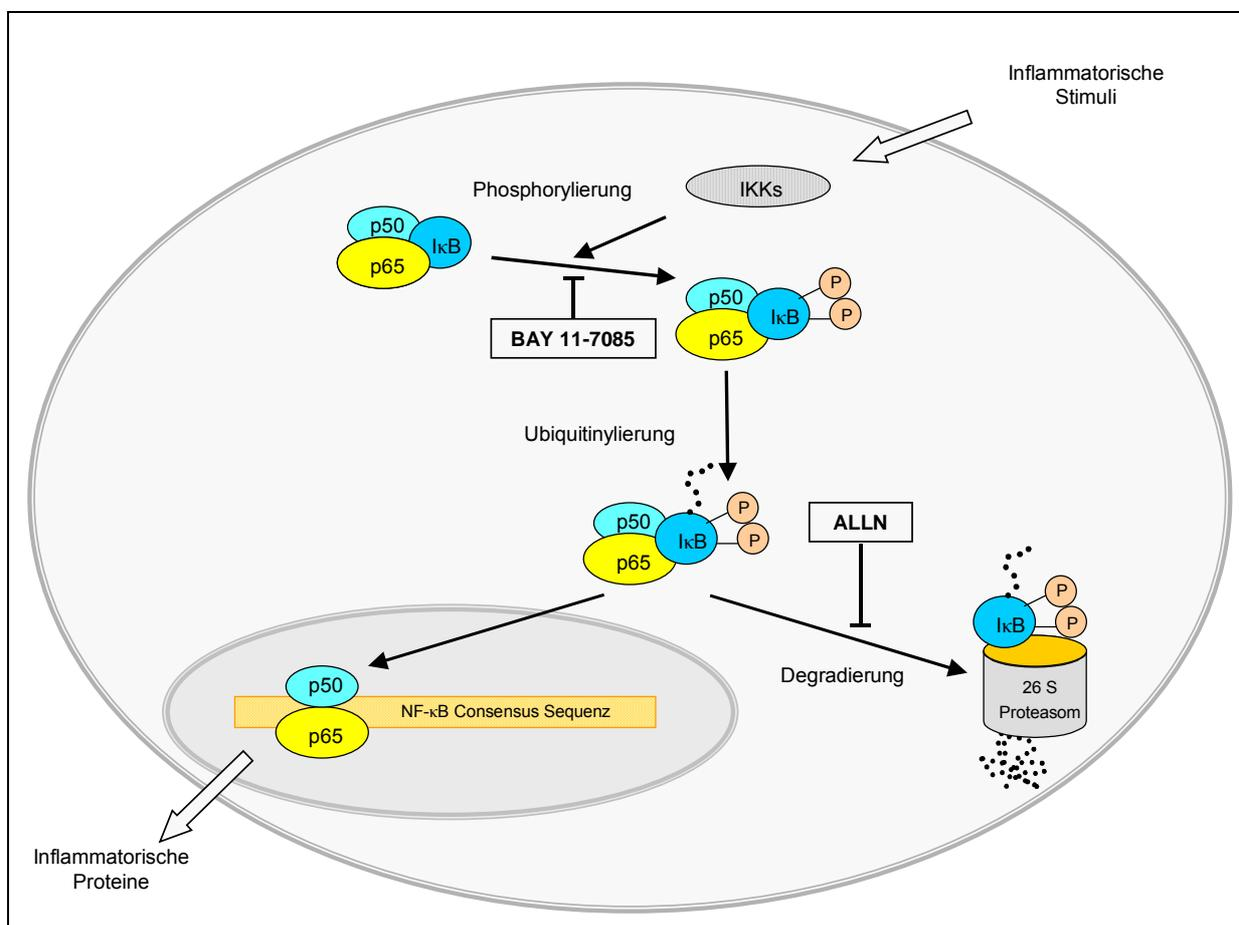 Inflammatorische
Stimuli
Phosphorylierung
IKKs
p50
IκB
p65
p50
IκB
p65
P
P
BAY 11-7085
Ubiquitinylierung
p50
IκB
p65
P
P
ALLN
P
P
IκB
Degradierung
26 S
Proteasom
p50
NF-κB Consensus Sequenz
p65
Inflammatorische
Proteine